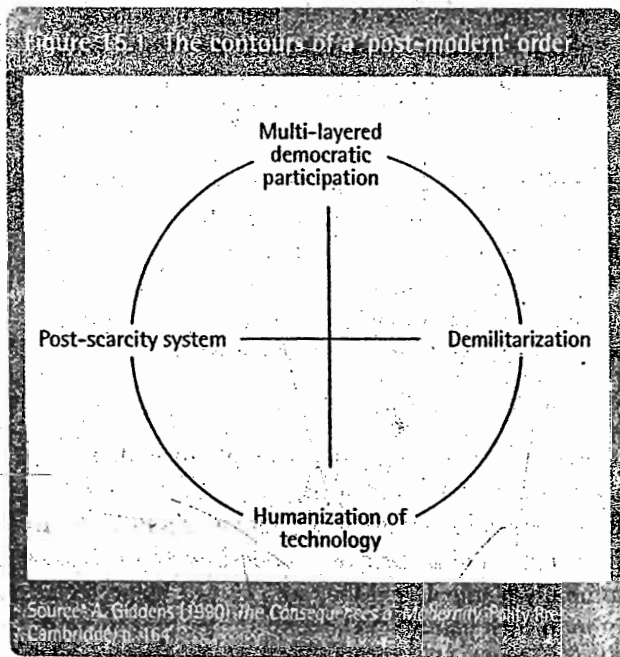 Figure 15.1 The contours of a 'post-modern' order
Multi-layered
democratic
participation
Post-scarcity system
Demilitarization
Humanization of
technology
Source: A. Giddens (1990) The Consequences of Modernity, Polity
Cambridge, p. 164